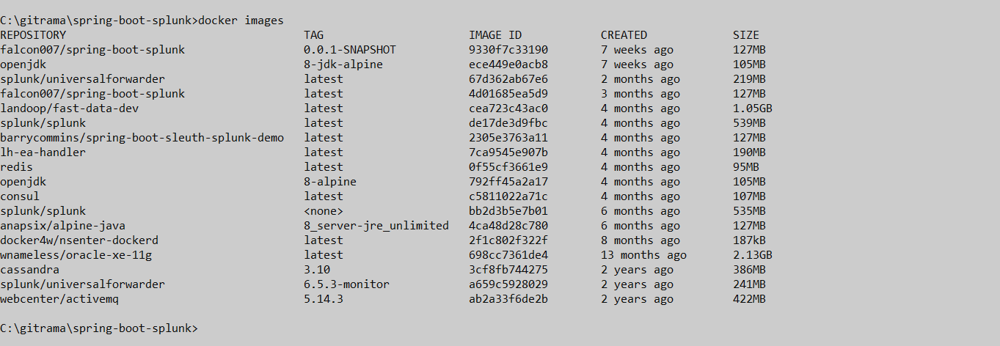 C:\gitrama\spring-boot-splunk>docker images
REPOSITORY TAG IMAGE ID CREATED SIZE
falcon007/spring-boot-splunk 0.0.1-SNAPSHOT 9330f7c33190 7 weeks ago 127MB
openjdk 8-jdk-alpine ece449e0acb8 7 weeks ago 105MB
splunk/universalforwarder latest 67d362ab67e6 2 months ago 219MB
falcon007/spring-boot-splunk latest 4d01685ea5d9 3 months ago 127MB
landoop/fast-data-dev latest cea723c43ac0 4 months ago 1.05GB
splunk/splunk latest de17de3d9fbc 4 months ago 539MB
barrycommins/spring-boot-sleuth-splunk-demo latest 2305e3763a11 4 months ago 127MB
lh-ea-handler latest 7ca9545e907b 4 months ago 190MB
redis latest 0f55cf3661e9 4 months ago 95MB
openjdk 8-alpine 792ff45a2a17 4 months ago 105MB
consul latest c5811022a71c 4 months ago 107MB
splunk/splunk <none> bb2d3b5e7b01 6 months ago 535MB
anapsix/alpine-java 8_server-jre_unlimited 4ca48d28c780 6 months ago 127MB
docker4w/nsenter-dockerd latest 2f1c802f322f 8 months ago 187kB
wnameless/oracle-xe-11g latest 698cc7361de4 13 months ago 2.13GB
cassandra 3.10 3cf8fb744275 2 years ago 386MB
splunk/universalforwarder 6.5.3-monitor a659c5928029 2 years ago 241MB
webcenter/activemq 5.14.3 ab2a33f6de2b 2 years ago 422MB
C:\gitrama\spring-boot-splunk>